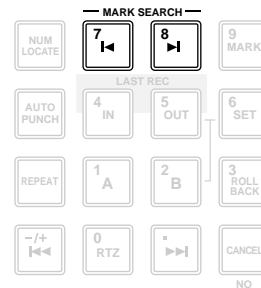 MARK SEARCH
NUM LOCATE
7
8
9 MARK
LAST REC
AUTO PUNCH
4 IN
5 OUT
6 SET
REPEAT
1 A
2 B
3 ROLL BACK
-/+
0 RTZ
.
CANCEL
NO